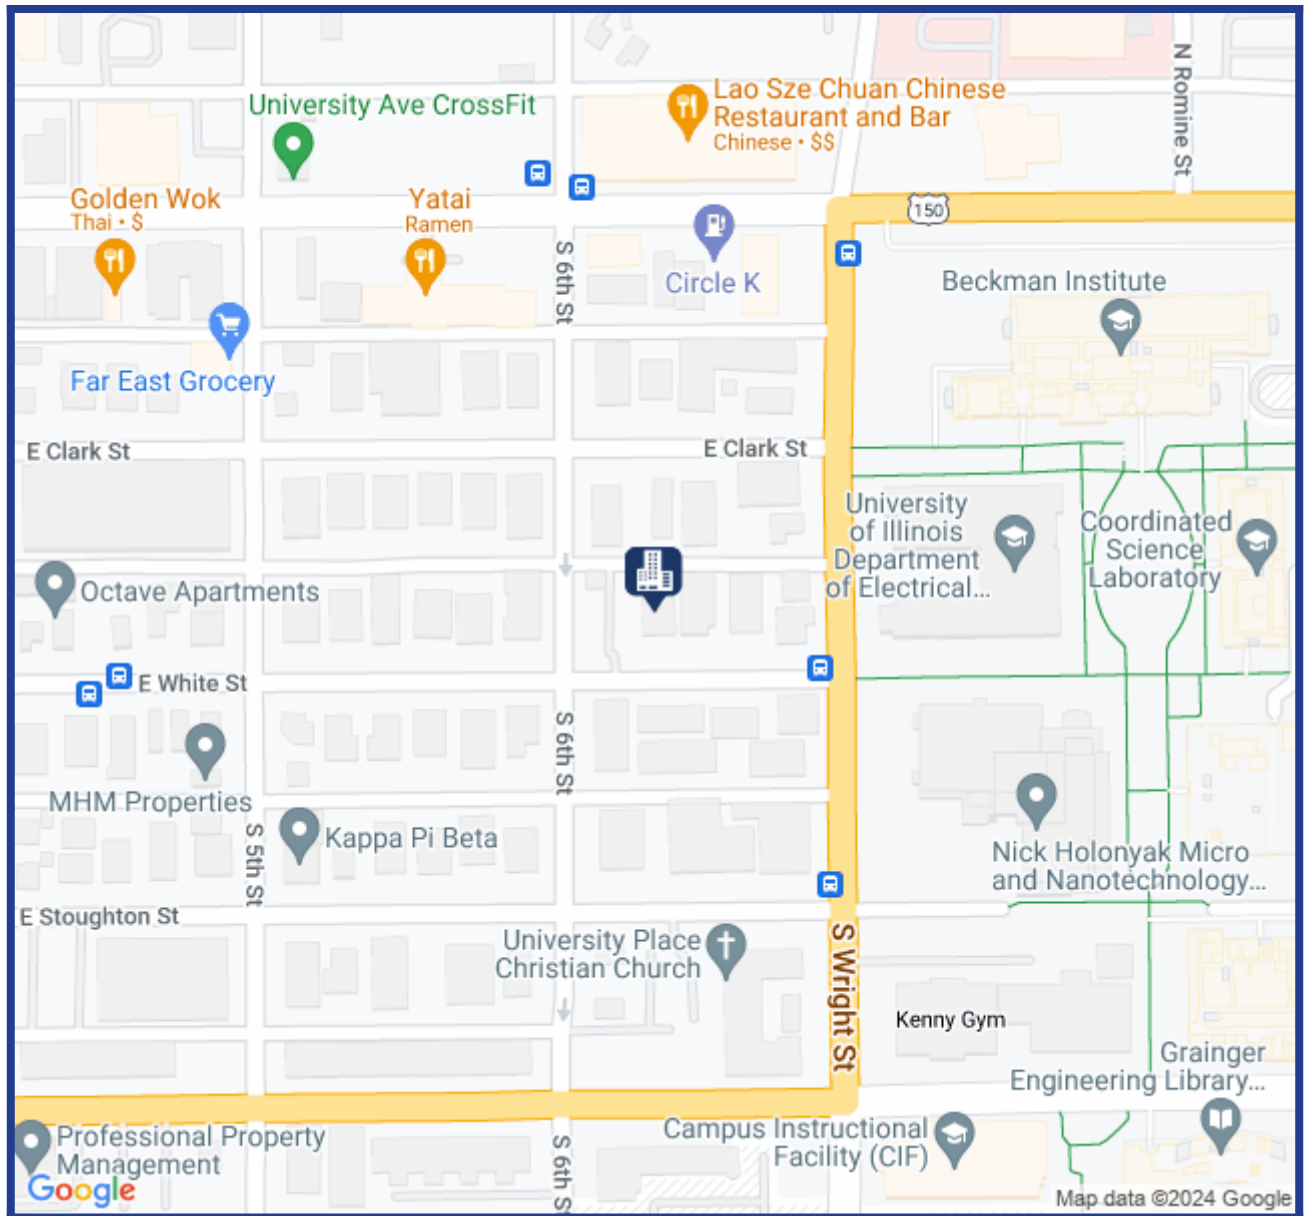 N Romine St
University Ave CrossFit
Lao Sze Chuan Chinese
Restaurant and Bar
Chinese • $$
Golden Wok
Thai • $
Yatai
Ramen
150
S 6th St
Circle K
Beckman Institute
Far East Grocery
E Clark St
E Clark St
University
of Illinois
Department
of Electrical...
Coordinated
Science
Laboratory
Octave Apartments
E White St
S 6th St
MHM Properties
S 5th St
Kappa Pi Beta
Nick Holonyak Micro
and Nanotechnology...
E Stoughton St
University Place
Christian Church
S Wright St
Kenny Gym
Grainger
Engineering Library...
Professional Property
Management
S 6th St
Campus Instructional
Facility (CIF)
Google
Map data ©2024 Google